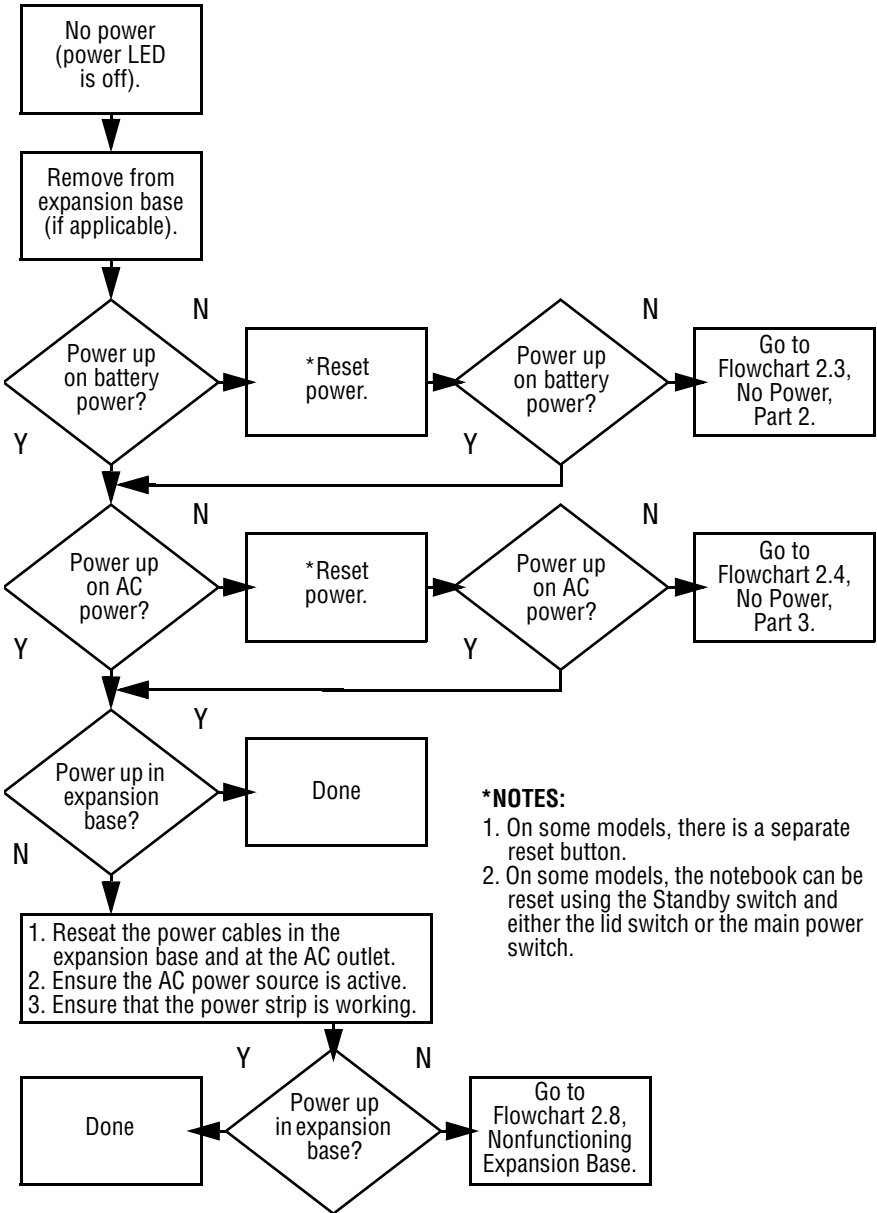 No power
(power LED
is off).
Remove from
expansion base
(if applicable).
N
N
Power up
on battery
power?
*Reset
power.
Power up
on battery
power?
Go to
Flowchart 2.3,
No Power,
Part 2.
Y
Y
N
N
Power up
on AC
power?
*Reset
power.
Power up
on AC
power?
Go to
Flowchart 2.4,
No Power,
Part 3.
Y
Y
Y
Power up in
expansion
base?
Done
N
*NOTES:
1. On some models, there is a separate
reset button.
2. On some models, the notebook can be
reset using the Standby switch and
either the lid switch or the main power
switch.
1. Reseat the power cables in the
expansion base and at the AC outlet.
2. Ensure the AC power source is active.
3. Ensure that the power strip is working.
Y
N
Done
Power up
in expansion
base?
Go to
Flowchart 2.8,
Nonfunctioning
Expansion Base.